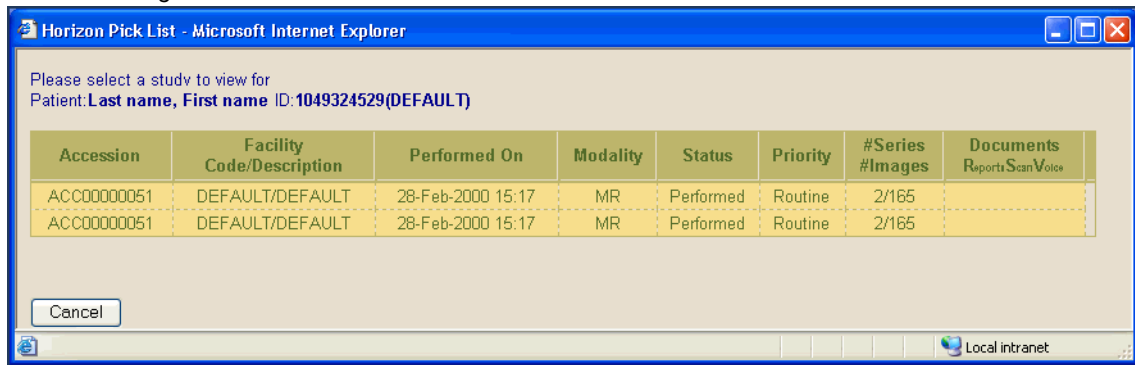 Horizon Pick List - Microsoft Internet Explorer
Please select a study to view for
Patient:Last name, First name ID:1049324529(DEFAULT)
Accession Facility Code/Description Performed On Modality Status Priority #Series #Images Documents ReportsScanVoice
ACC00000051 DEFAULT/DEFAULT 28-Feb-2000 15:17 MR Performed Routine 2/165
ACC00000051 DEFAULT/DEFAULT 28-Feb-2000 15:17 MR Performed Routine 2/165
Cancel
Local intranet